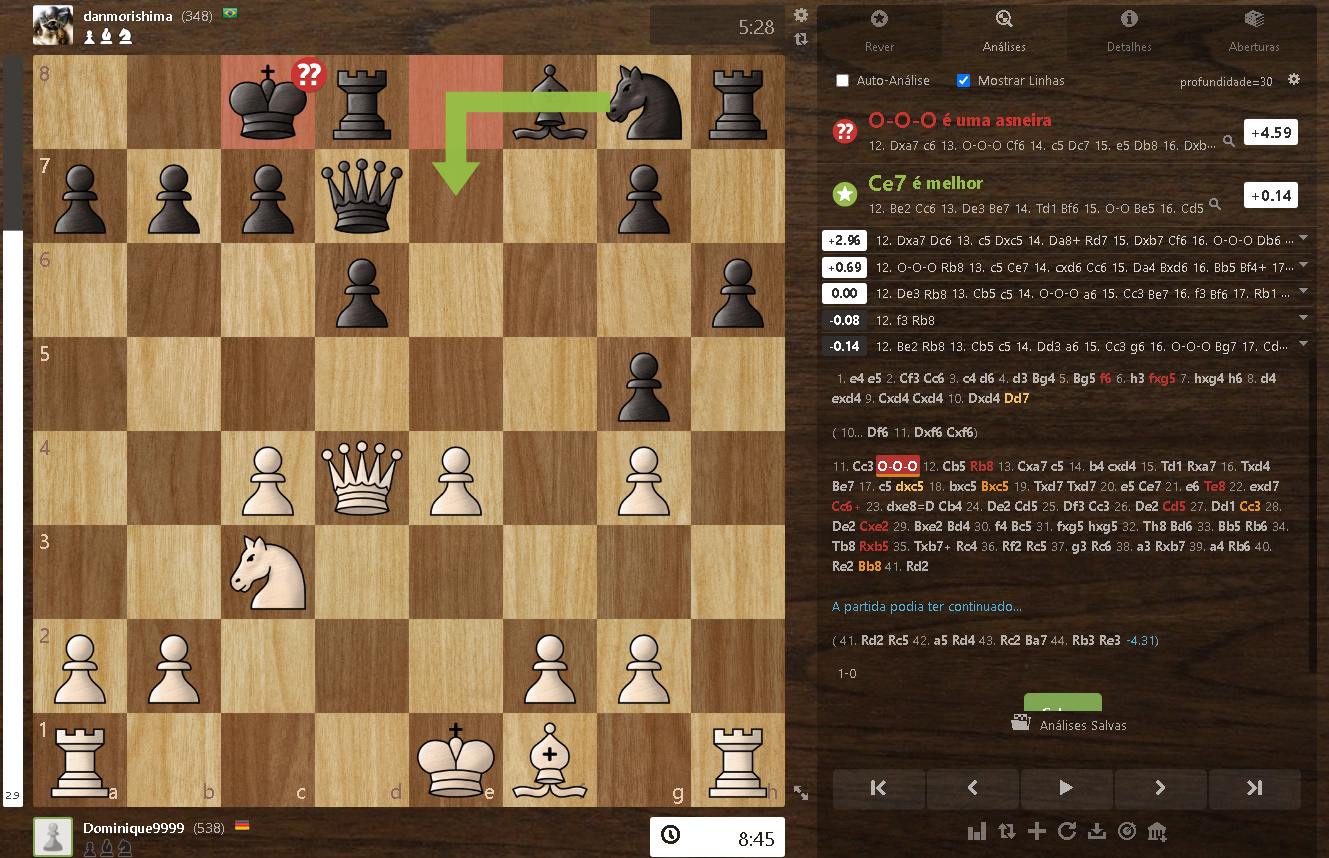 danmorishima (348)
5:28
Rever
Análises
Detalhes
Aberturas
Auto-Análise
Mostrar Linhas
profundidade=30
?? O-O-O é uma asneira
12. Dxa7 c6 13. O-O-O Cf6 14. c5 Dc7 15. e5 Db8 16. Dxb···
+4.59
Ce7 é melhor
12. Be2 Cc6 13. De3 Be7 14. Td1 Bf6 15. O-O Be5 16. Cd5
+0.14
+2.96 12. Dxa7 Dc6 13. c5 Dxc5 14. Da8+ Rd7 15. Dxb7 Cf6 16. O-O-O Db6 ...
+0.69 12. O-O-O Rb8 13. c5 Ce7 14. cxd6 Cc6 15. Da4 Bxd6 16. Bb5 Bf4+ 17···
0.00 12. De3 Rb8 13. Cb5 c5 14. O-O-O a6 15. Cc3 Be7 16. f3 Bf6 17. Rb1 ...
-0.08 12. f3 Rb8
-0.14 12. Be2 Rb8 13. Cb5 c5 14. Dd3 a6 15. Cc3 g6 16. O-O-O Bg7 17. Cd···
1. e4 e5 2. Cf3 Cc6 3. c4 d6 4. d3 Bg4 5. Bg5 f6 6. h3 fxg5 7. hxg4 h6 8. d4
exd4 9. Cxd4 Cxd4 10. Dxd4 Dd7
( 10... Df6 11. Dxf6 Cxf6)
11. Cc3 O-O-O 12. Cb5 Rb8 13. Cxa7 c5 14. b4 cxd4 15. Td1 Rxa7 16. Txd4
Be7 17. c5 dxc5 18. bxc5 Bxc5 19. Txd7 Txd7 20. e5 Ce7 21. e6 Te8 22. exd7
Cc6+ 23. dxe8=D Cb4 24. De2 Cd5 25. Df3 Cc3 26. De2 Cd5 27. Dd1 Cc3 28.
De2 Cxe2 29. Bxe2 Bd4 30. f4 Bc5 31. fxg5 hxg5 32. Th8 Bd6 33. Bb5 Rb6 34.
Tb8 Rxb5 35. Txb7+ Rc4 36. Rf2 Rc5 37. g3 Rc6 38. a3 Rxb7 39. a4 Rb6 40.
Re2 Bb8 41. Rd2
A partida podia ter continuado...
( 41. Rd2 Rc5 42. a5 Rd4 43. Rc2 Ba7 44. Rb3 Re3 -4.31)
1-0
Análises Salvas
??
8
7
6
5
4
3
2
1
a b c d e g h
2.9
Dominique9999 (538)
8:45